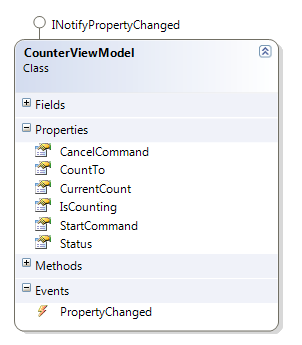 INotifyPropertyChanged
CounterViewModel
Class
Fields
Properties
CancelCommand
CountTo
CurrentCount
IsCounting
StartCommand
Status
Methods
Events
PropertyChanged